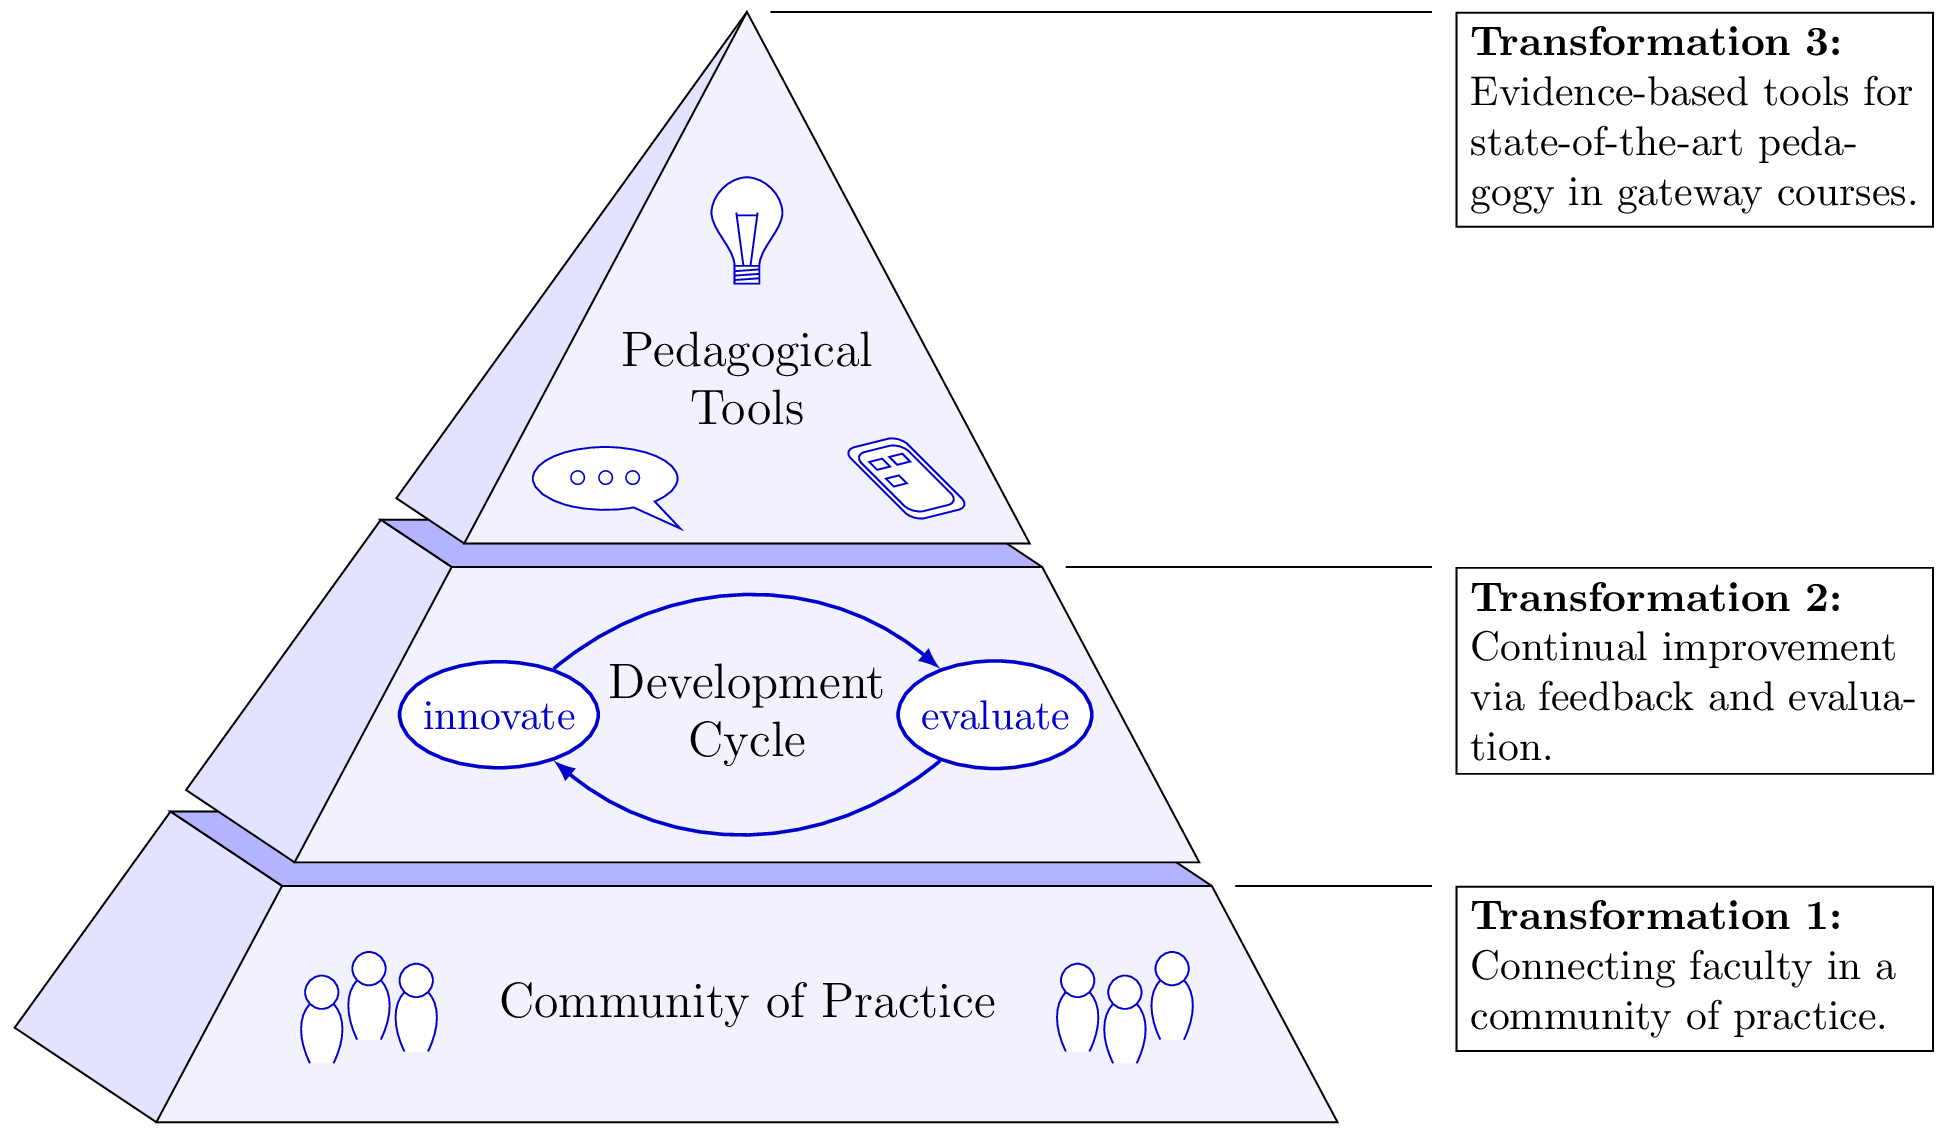 Transformation 3:
Evidence-based tools for
state-of-the-art peda-
gogy in gateway courses.
Pedagogical
Tools
Transformation 2:
Continual improvement
via feedback and evalua-
tion.
Development
Cycle
innovate
evaluate
Transformation 1:
Connecting faculty in a
community of practice.
Community of Practice